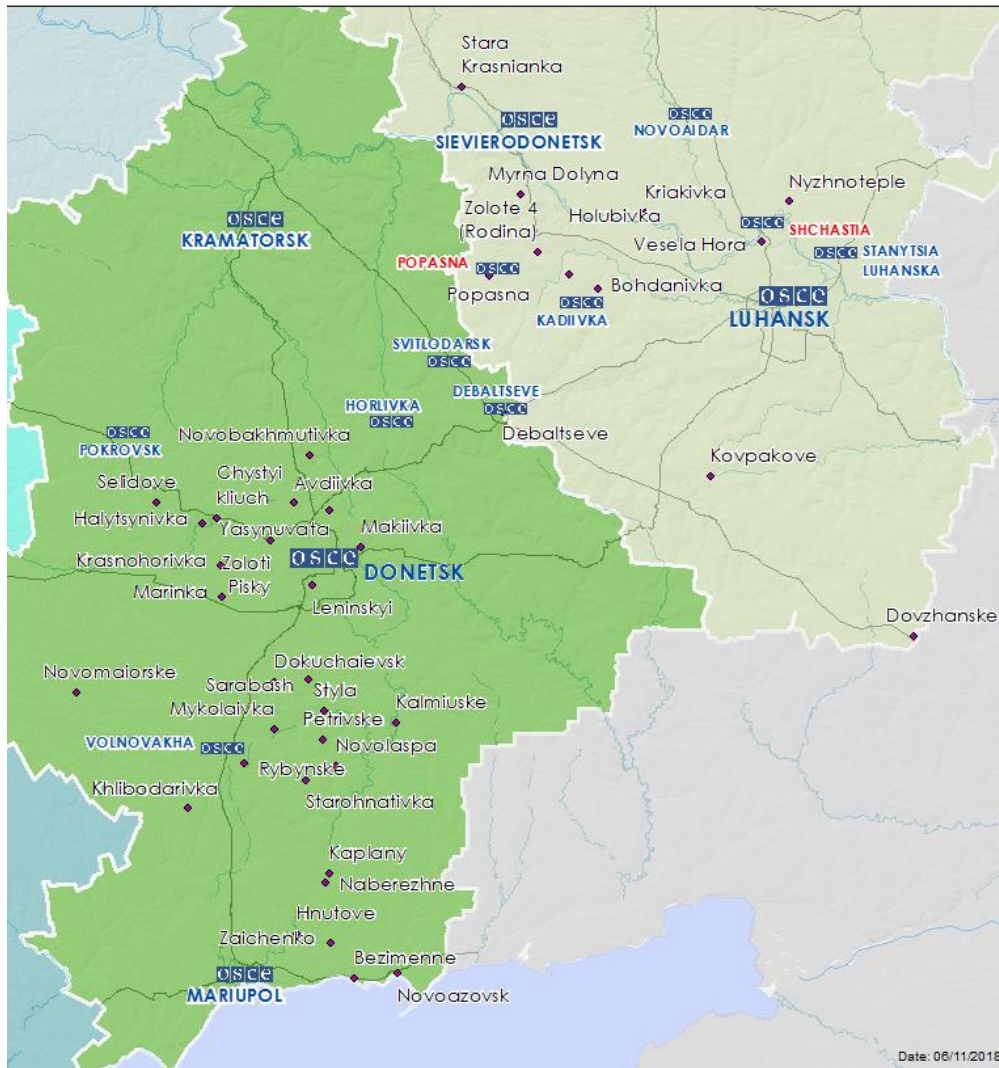 Stara
Krasnianka
osce
SIEVIERODONETSK
osce
NOVOAIDAR
Myrna Dolyna
Kriakivka
Nyzhnoteple
Zolote 4
(Rodina)
Holubivka
osce
SHCHASTIA
Vesela Hora
osce
STANYTSIA
LUHANSKA
osce
KRAMATORSK
POPASNA
osce
Popasna
Bohdanivka
osce
KADIIVKA
osce
LUHANSK
SVITLODARSK
osce
DEBALTSEVE
osce
Debaltseve
HORLIVKA
osce
osce
POKROVSK
Novobakhmutivka
Kovpakove
Selidove
Chystyi
kliuch
Avdiivka
Halytsynivka
Yasynuvata
Makiivka
Krasnohorivka
Zoloti
osce
DONETSK
Marinka
Pisky
Leninskyi
Dovzhanske
Novomaiorske
Dokuchaievsk
Sarabash
Styla
Mykolaivka
Petrivske
Kalmiuske
VOLNOVAKHA
osce
Novolaspa
Rybynske
Khlibodarivka
Starohnativka
Kaplany
Naberezhne
Hnutove
Zaichenko
Bezimenne
osce
MARIUPOL
Novoazovsk
Date: 06/11/2018